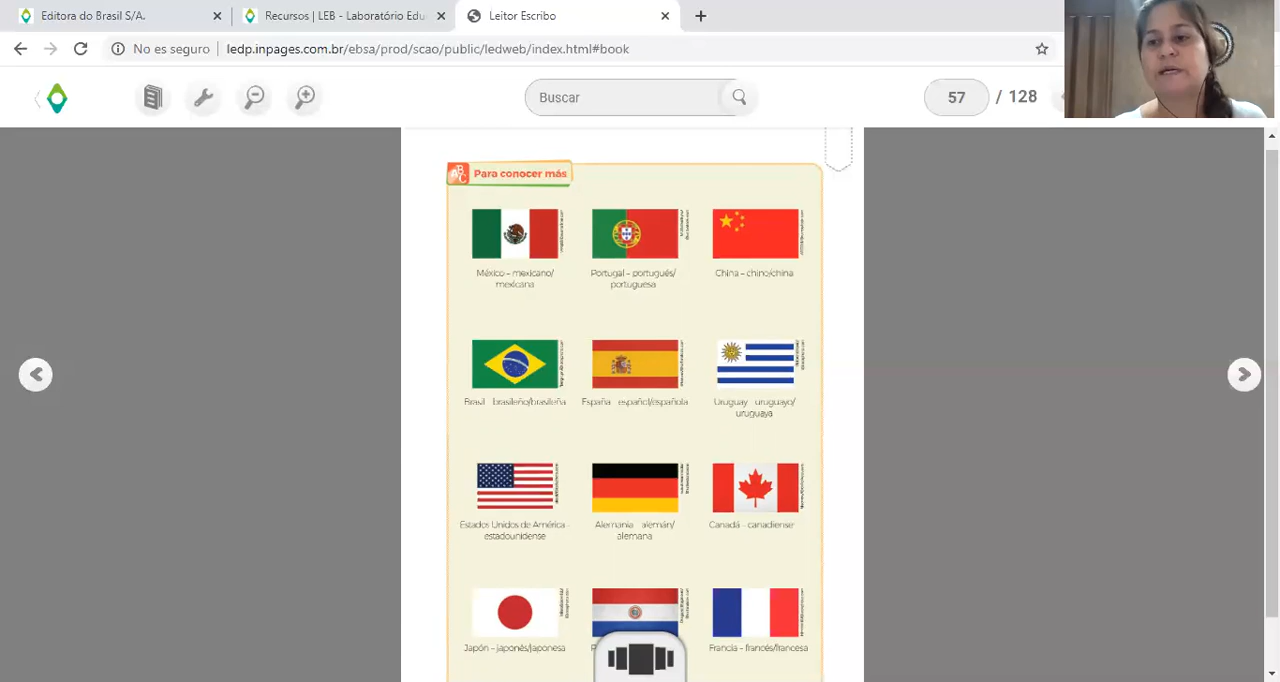 Editora do Brasil S/A.
Recursos | LEB - Laboratório Edu
Leitor Escribo
No es seguro
ledp.inpages.com.br/ebsa/prod/scao/public/ledweb/index.html#book
Buscar
57 / 128
ABC Para conocer más
México – mexicano/
mexicana
Portugal – portugués/
portuguesa
China – chino/china
Brasil brasileño/brasileña
España español/española
Uruguay uruguayo/
uruguaya
Estados Unidos de América -
estadounidense
Alemania alemán/
alemana
Canadá - canadiense
Japón – japonés/japonesa
Francia – francés/francesa